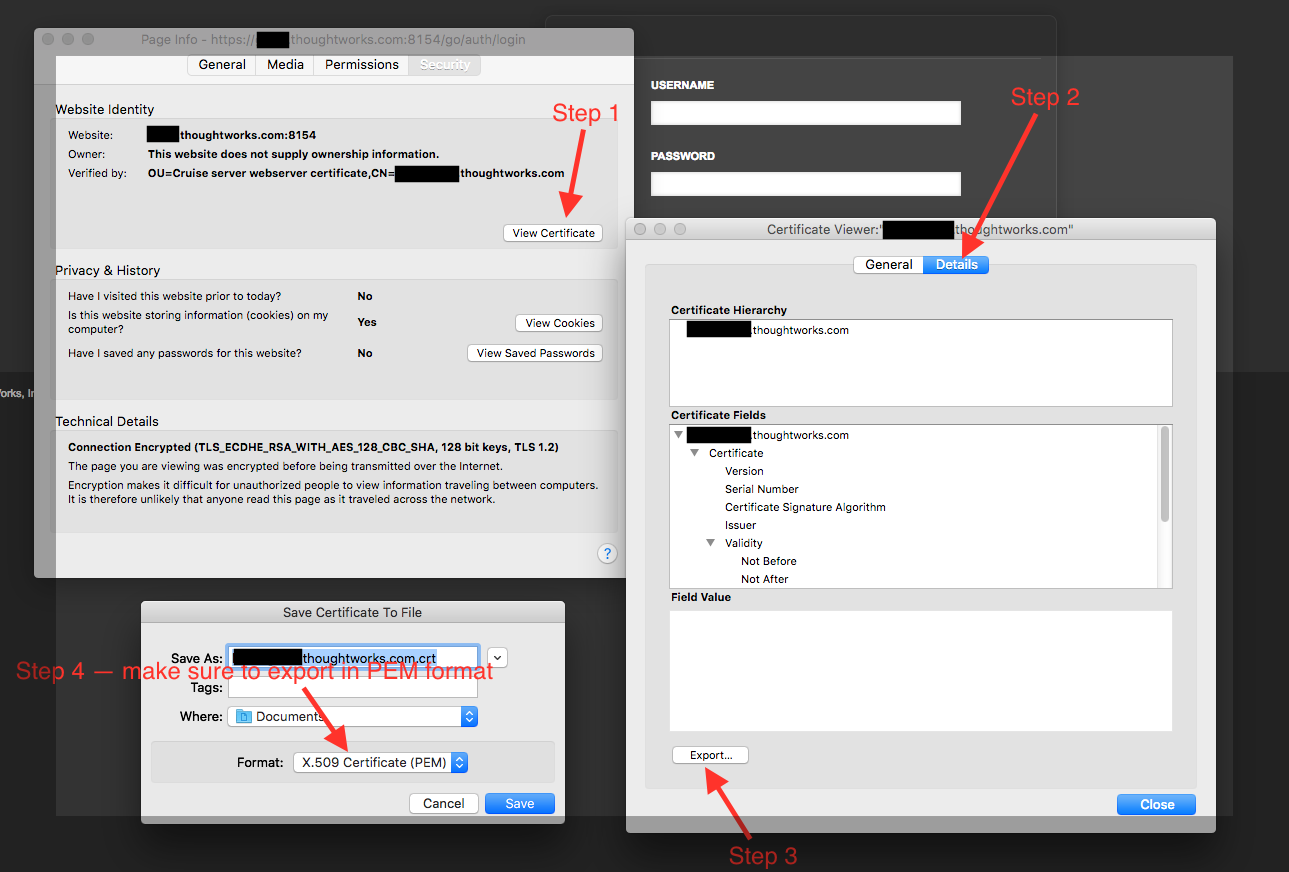 Page Info - https:// thoughtworks.com:8154/go/auth/login
General Media Permissions Security
Website Identity
Step 1
Website: thoughtworks.com:8154
Owner: This website does not supply ownership information.
Verified by: OU=Cruise server webserver certificate,CN= thoughtworks.com
View Certificate
Privacy & History
Have I visited this website prior to today? No
Is this website storing information (cookies) on my
computer? Yes View Cookies
Have I saved any passwords for this website? No View Saved Passwords
Technical Details
Connection Encrypted (TLS_ECDHE_RSA_WITH_AES_128_CBC_SHA, 128 bit keys, TLS 1.2)
The page you are viewing was encrypted before being transmitted over the Internet.
Encryption makes it difficult for unauthorized people to view information traveling between computers.
It is therefore unlikely that anyone read this page as it traveled across the network.
?
USERNAME
Step 2
PASSWORD
Certificate Viewer:" thoughtworks.com"
General Details
Certificate Hierarchy
.thoughtworks.com
Certificate Fields
.thoughtworks.com
Certificate
Version
Serial Number
Certificate Signature Algorithm
Issuer
Validity
Not Before
Not After
Field Value
Export...
Close
Step 3
Save Certificate To File
Save As: thoughtworks.com.crt
Step 4 — make sure to export in PEM format
Tags:
Where: Documents
Format: X.509 Certificate (PEM)
Cancel Save